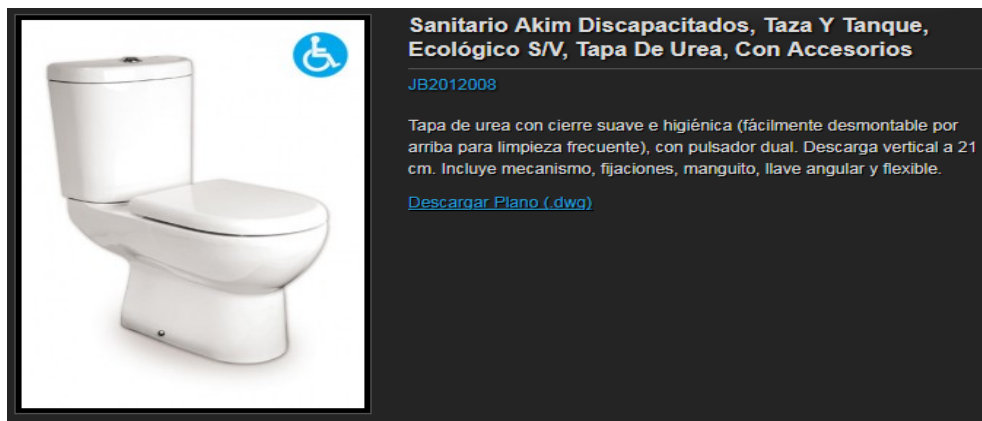 Sanitario Akim Discapacitados, Taza Y Tanque,
Ecológico S/V, Tapa De Urea, Con Accesorios
JB2012008
Tapa de urea con cierre suave e higiénica (fácilmente desmontable por
arriba para limpieza frecuente), con pulsador dual. Descarga vertical a 21
cm. Incluye mecanismo, fijaciones, manguito, llave angular y flexible.
Descargar Plano (.dwg)